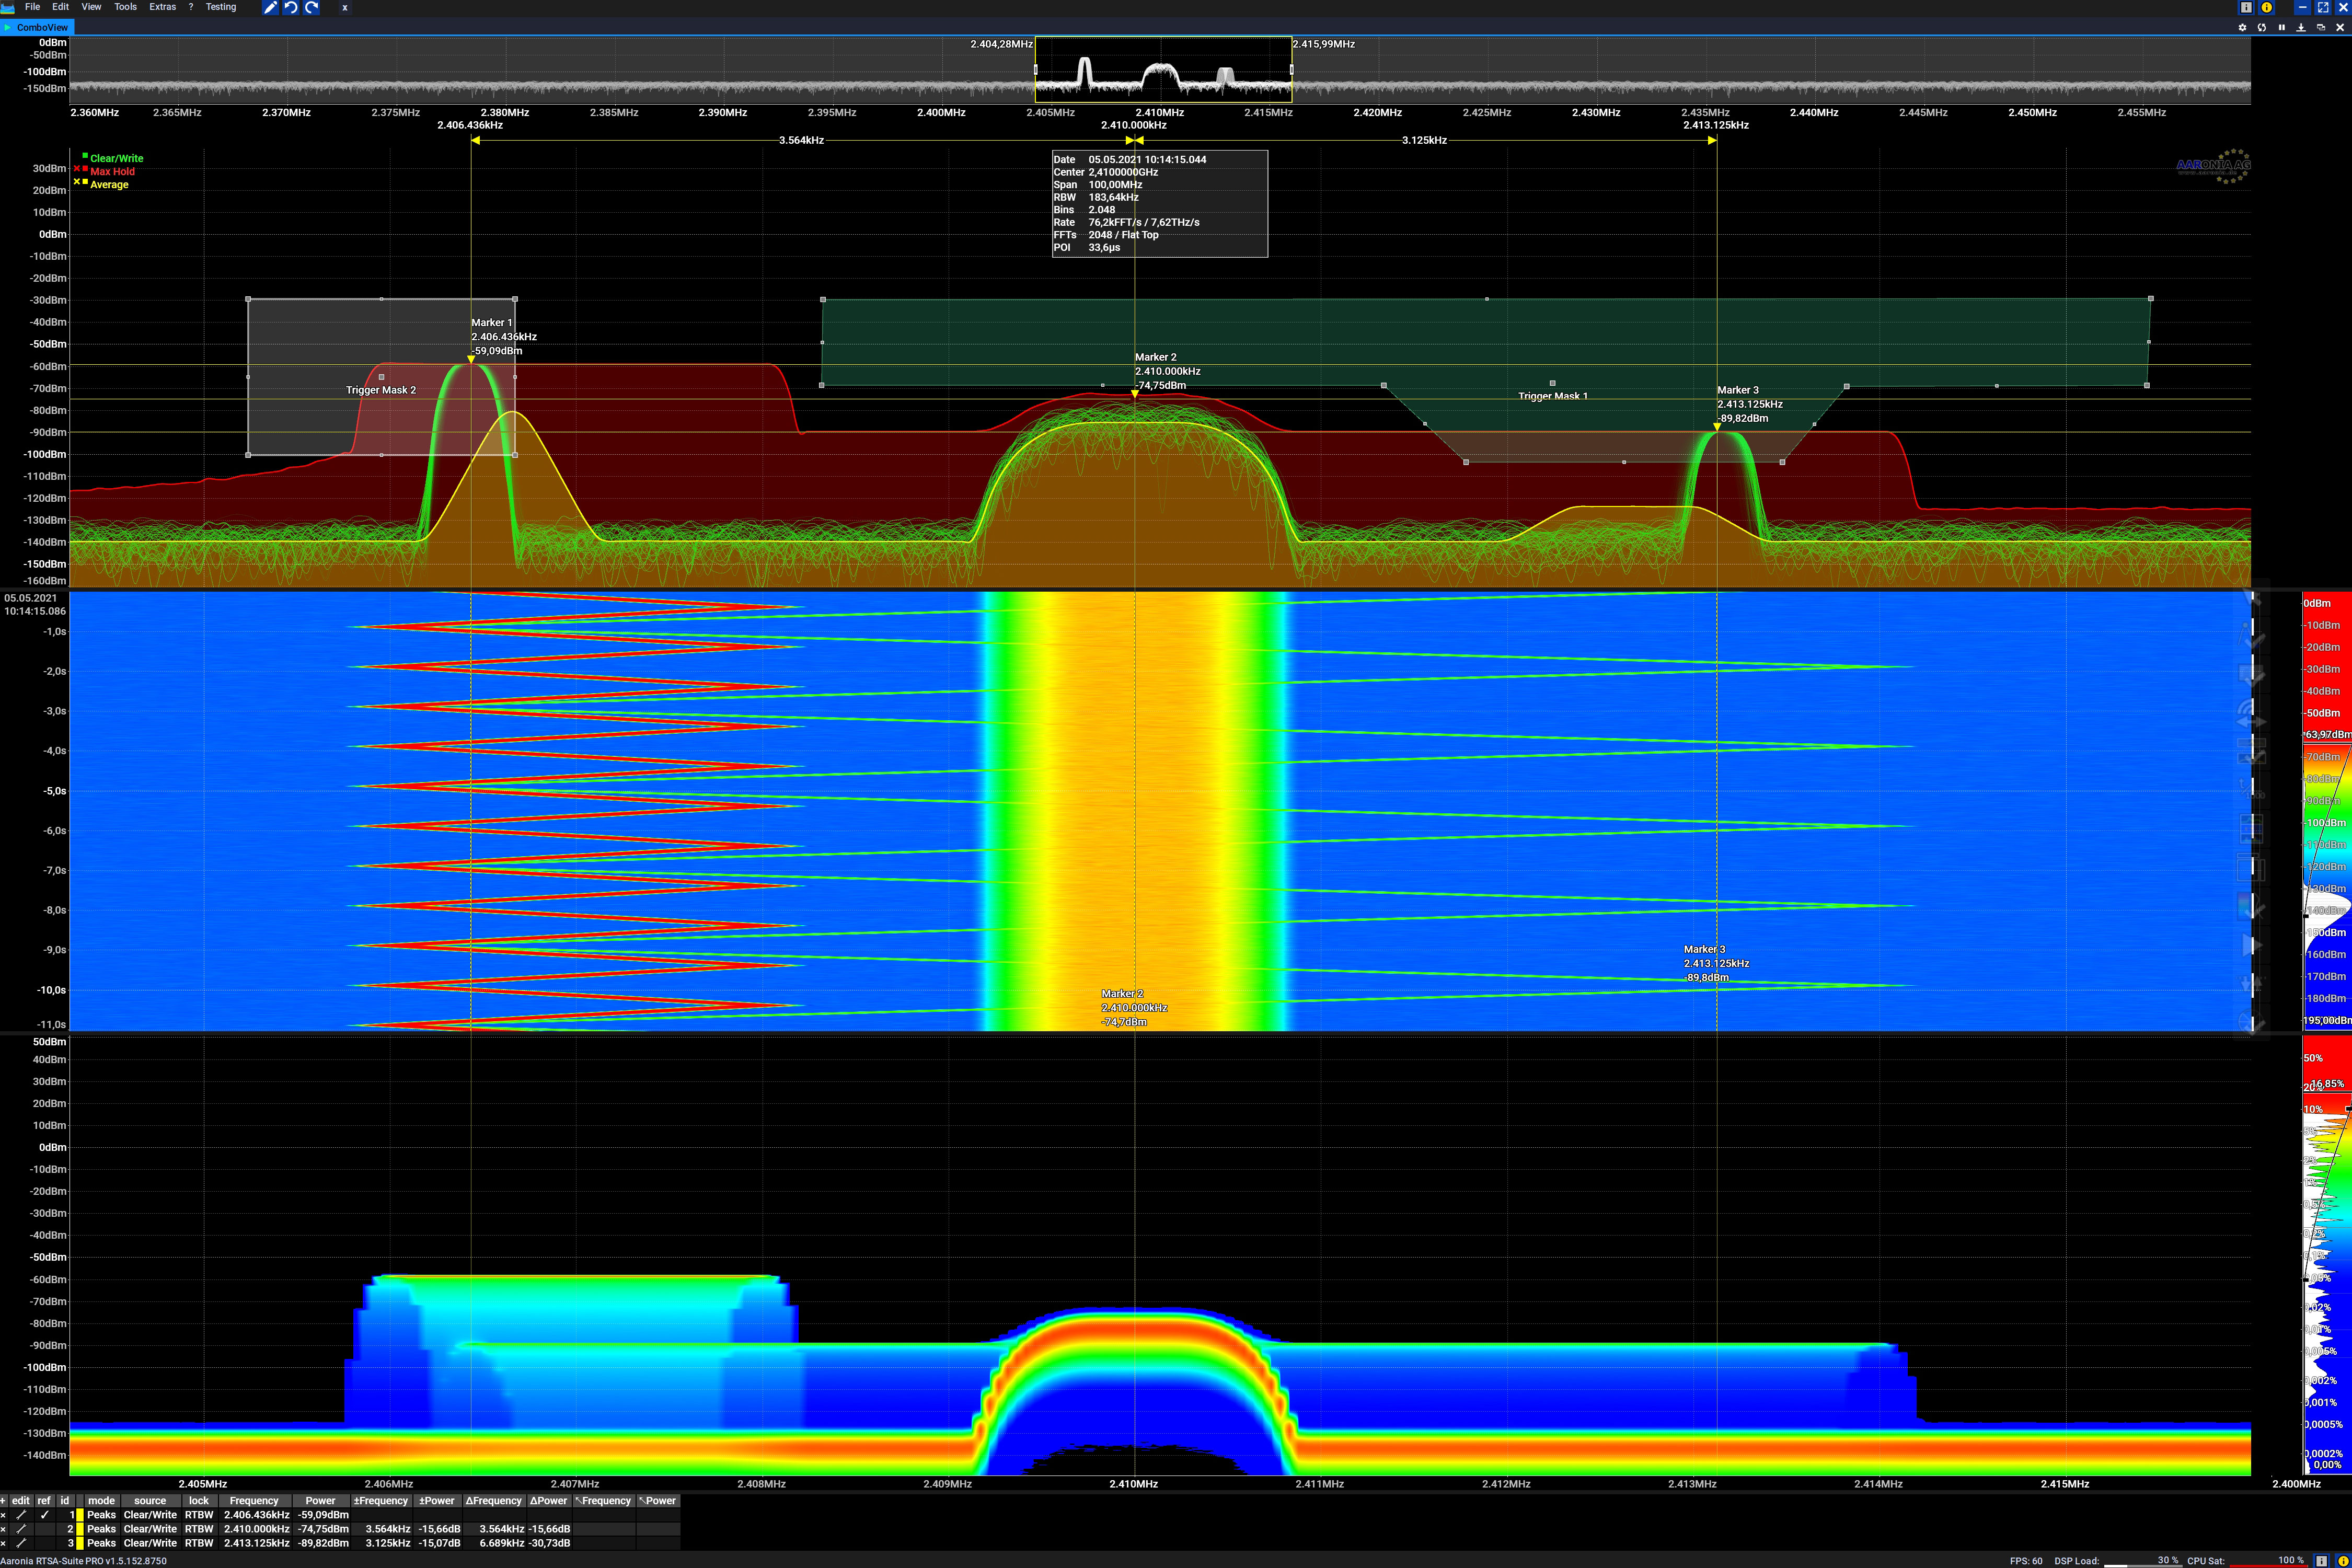 File Edit View Tools Extras ? Testing x
ComboView
0dBm
-50dBm
-100dBm
-150dBm
2.404,28MHz 2.415,99MHz
2.360MHz 2.365MHz 2.370MHz 2.375MHz 2.380MHz 2.385MHz 2.390MHz 2.395MHz 2.400MHz 2.405MHz 2.410MHz 2.415MHz 2.420MHz 2.425MHz 2.430MHz 2.435MHz 2.440MHz 2.445MHz 2.450MHz 2.455MHz
2.406.436kHz 2.410.000kHz 2.413.125kHz
3.564kHz 3.125kHz
Clear/Write
Max Hold
Average
AARONIA AG
www.aaronia.de
Date 05.05.2021 10:14:15.044
Center 2,4100000GHz
Span 100,00MHz
RBW 183,64kHz
Bins 2.048
Rate 76,2kFFT/s / 7,62THz/s
FFTs 2048 / Flat Top
POI 33,6µs
30dBm
20dBm
10dBm
0dBm
-10dBm
-20dBm
-30dBm
-40dBm
-50dBm
-60dBm
-70dBm
-80dBm
-90dBm
-100dBm
-110dBm
-120dBm
-130dBm
-140dBm
-150dBm
-160dBm
Marker 1
2.406.436kHz
-59,09dBm
Trigger Mask 2
Marker 2
2.410.000kHz
-74,75dBm
Trigger Mask 1
Marker 3
2.413.125kHz
-89,82dBm
05.05.2021
10:14:15.086
-1,0s
-2,0s
-3,0s
-4,0s
-5,0s
-6,0s
-7,0s
-8,0s
-9,0s
-10,0s
-11,0s
Marker 3
2.413.125kHz
-89,8dBm
Marker 2
2.410.000kHz
-74,7dBm
0dBm
-10dBm
-20dBm
-30dBm
-40dBm
-50dBm
-63,97dBm
-70dBm
-80dBm
-90dBm
-100dBm
-110dBm
-120dBm
-130dBm
-140dBm
-150dBm
-160dBm
-170dBm
-180dBm
-195,00dBm
50dBm
40dBm
30dBm
20dBm
10dBm
0dBm
-10dBm
-20dBm
-30dBm
-40dBm
-50dBm
-60dBm
-70dBm
-80dBm
-90dBm
-100dBm
-110dBm
-120dBm
-130dBm
-140dBm
50%
16,85%
20%
10%
5%
2%
1%
0,02%
0,01%
0,005%
0,002%
0,001%
0,0005%
0,0002%
0,00%
2.405MHz 2.406MHz 2.407MHz 2.408MHz 2.409MHz 2.410MHz 2.411MHz 2.412MHz 2.413MHz 2.414MHz 2.415MHz 2.400MHz
+ edit ref id mode source lock Frequency Power ±Frequency ±Power ΔFrequency ΔPower ↖Frequency ↖Power
× ✓ 1 Peaks Clear/Write RTBW 2.406.436kHz -59,09dBm
× 2 Peaks Clear/Write RTBW 2.410.000kHz -74,75dBm 3.564kHz -15,66dB 3.564kHz -15,66dB
× 3 Peaks Clear/Write RTBW 2.413.125kHz -89,82dBm 3.125kHz -15,07dB 6.689kHz -30,73dB
Aaronia RTSA-Suite PRO v1.5.152.8750 FPS: 60 DSP Load: 30 % CPU Sat: 100 %